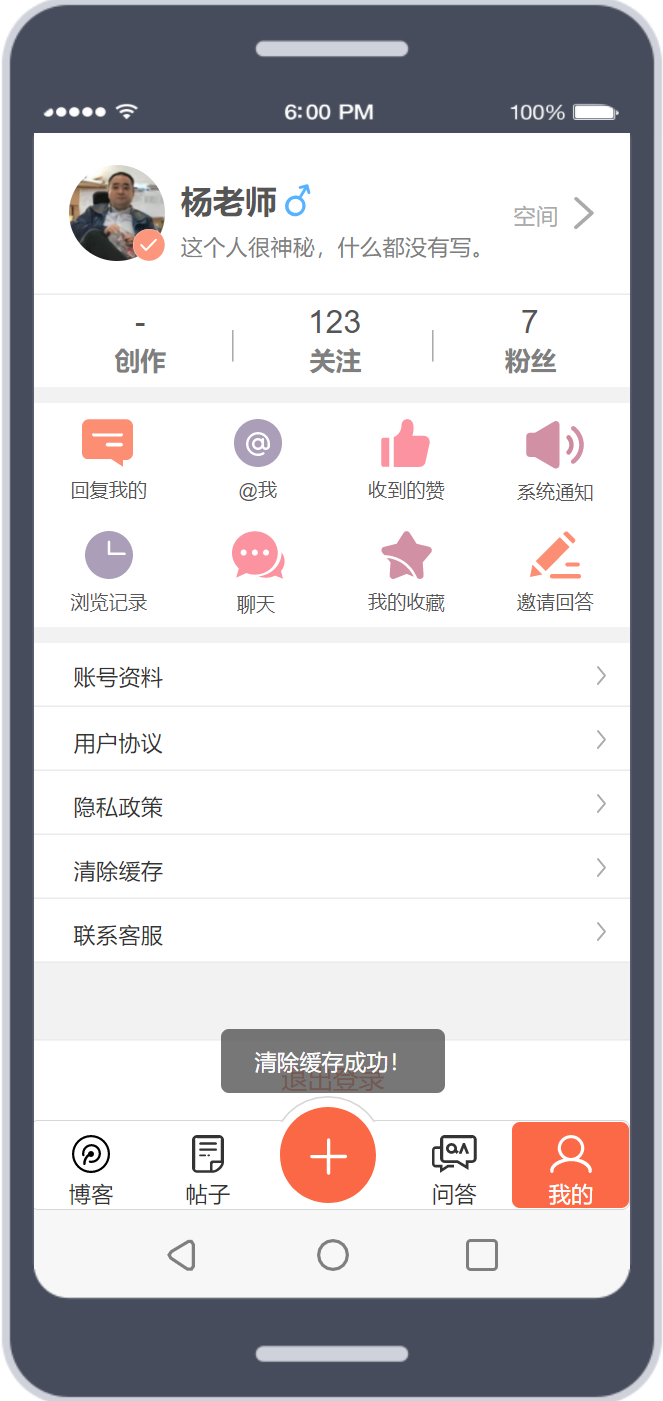 6:00 PM 100%
杨老师
空间
这个人很神秘，什么都没有写。
- 123 7
创作 关注 粉丝
回复我的 @我 收到的赞 系统通知
浏览记录 聊天 我的收藏 邀请回答
账号资料
用户协议
隐私政策
清除缓存
联系客服
清除缓存成功！
退出登录
博客 帖子 问答 我的